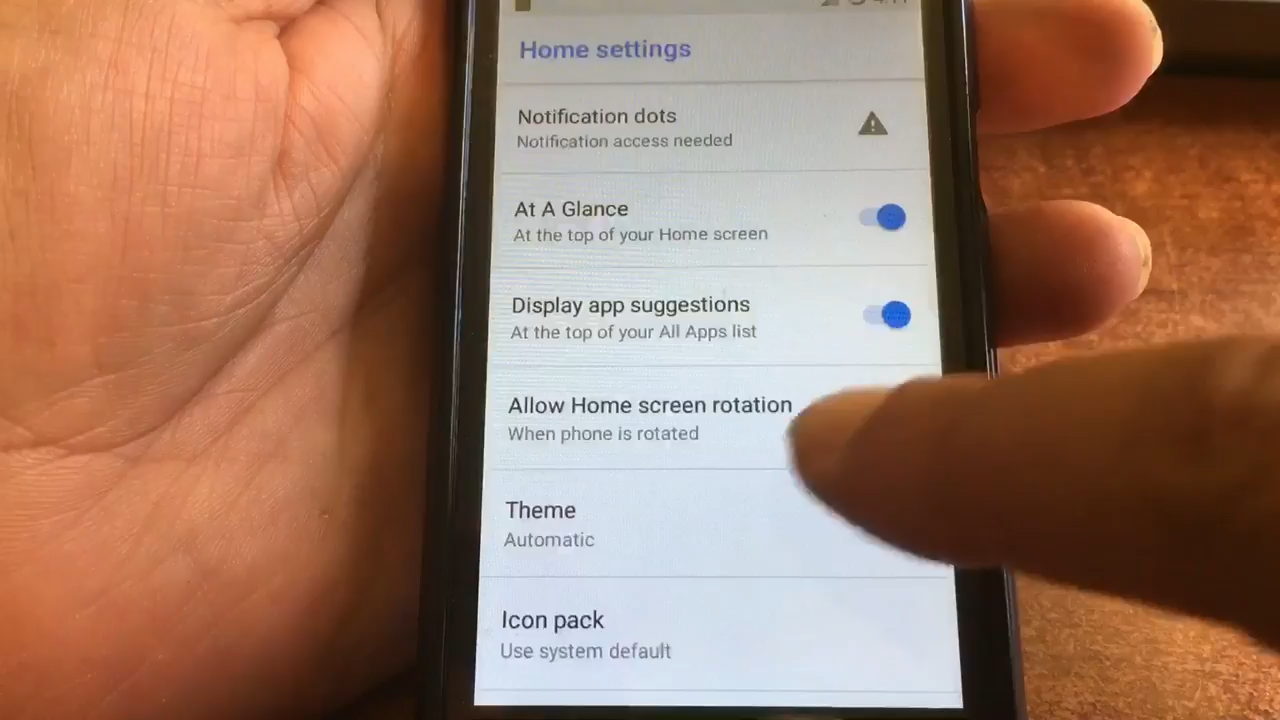 Home settings
Notification dots
Notification access needed
At A Glance
At the top of your Home screen
Display app suggestions
At the top of your All Apps list
Allow Home screen rotation
When phone is rotated
Theme
Automatic
Icon pack
Use system default